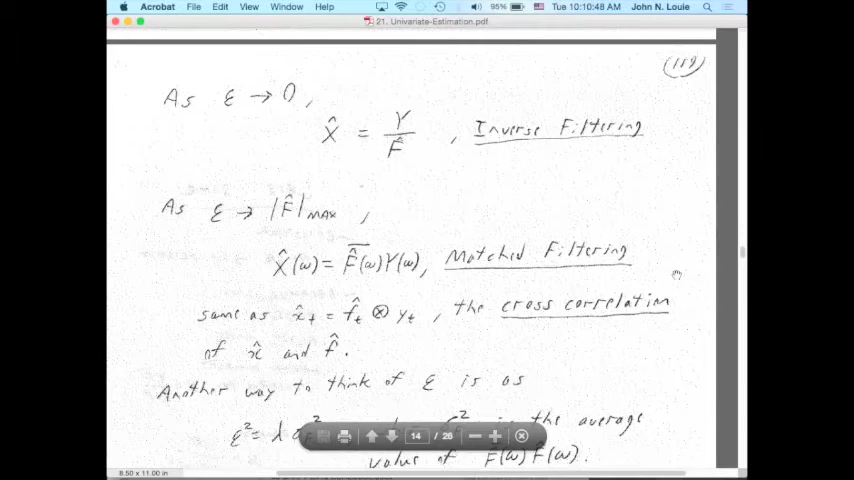 Acrobat File Edit View Window Help 95% Tue 10:10:48 AM John N. Louie
21. Univariate-Estimation.pdf
(119)
As ε → 0,
X̂ = Y / F̂ , Inverse Filtering
As ε → |F̂|MAX ,
X̂(ω) = F̂̅(ω)Y(ω), Matched Filtering
same as x̂t = f̂t ⊗ yt , the cross correlation
of x̂ and f̂.
Another way to think of ε is as
ε² = λ σF² the average
value of F̂(ω) F̂(ω).
14 / 26
8.50 x 11.00 in